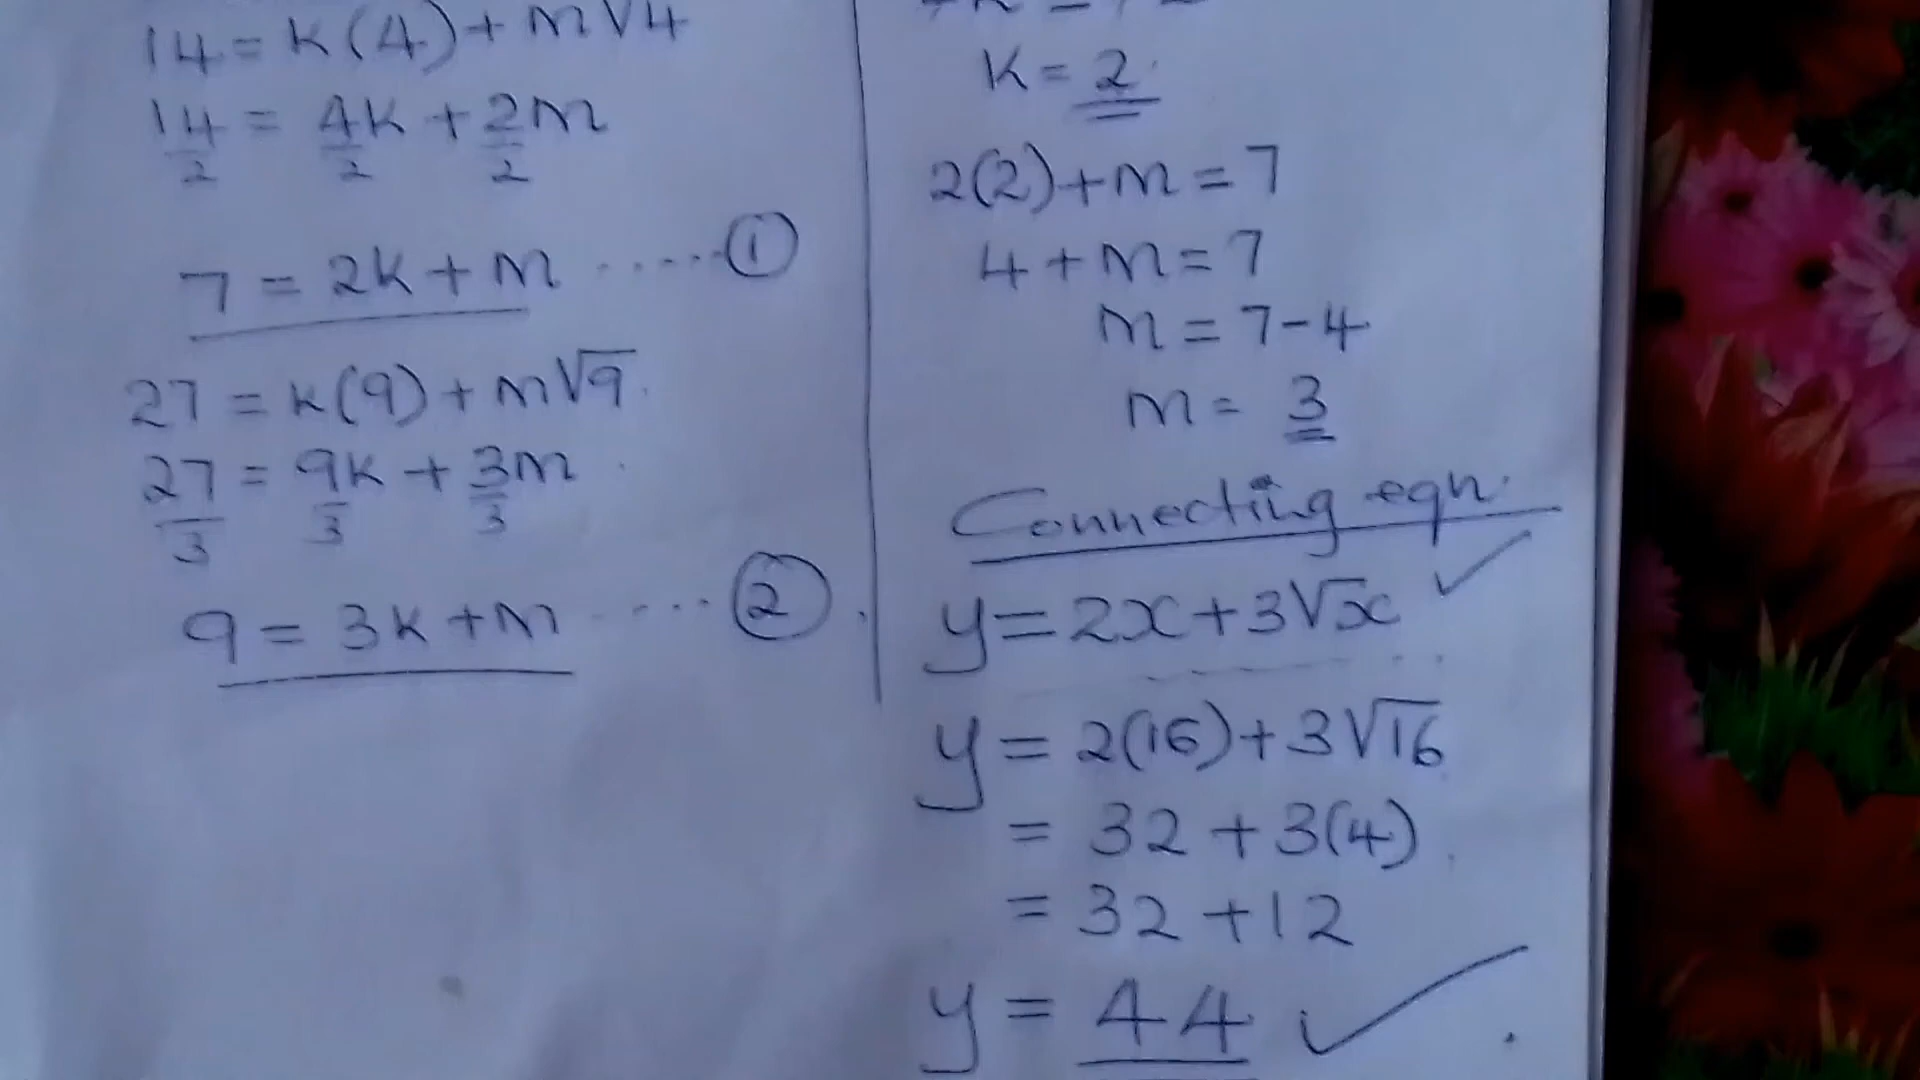 14 = k(4) + m√4
14/2 = 4k/2 + 2m/2
7 = 2k + m ..... ①
27 = k(9) + m√9
27/3 = 9k/3 + 3m/3
9 = 3k + m .... ②
k = 2
2(2) + m = 7
4 + m = 7
m = 7 - 4
m = 3
Connecting eqn.
y = 2x + 3√x ✓
y = 2(16) + 3√16
= 32 + 3(4)
= 32 + 12
y = 44 ✓